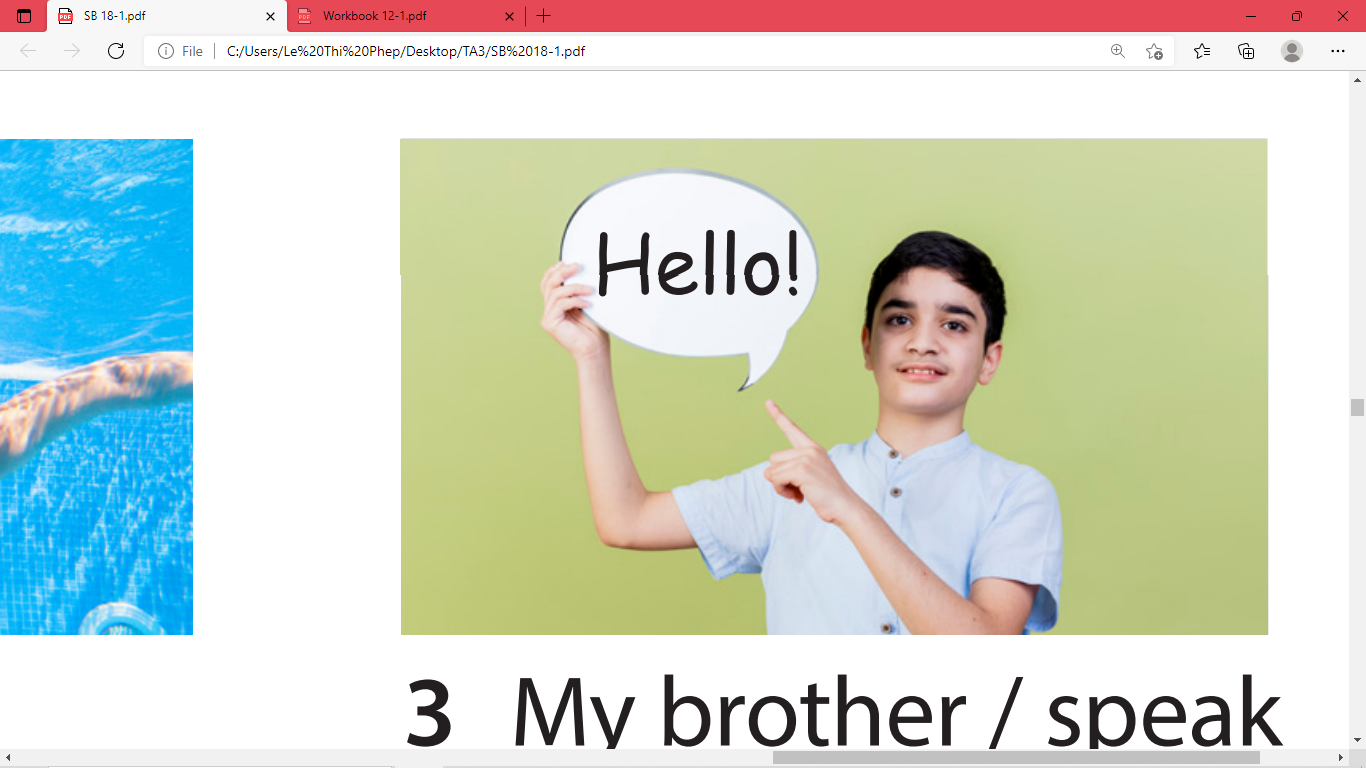 SB 18-1.pdf
Workbook 12-1.pdf
File
C:/Users/Le%20Thi%20Phep/Desktop/TA3/SB%2018-1.pdf
Hello!
3 My brother / speak